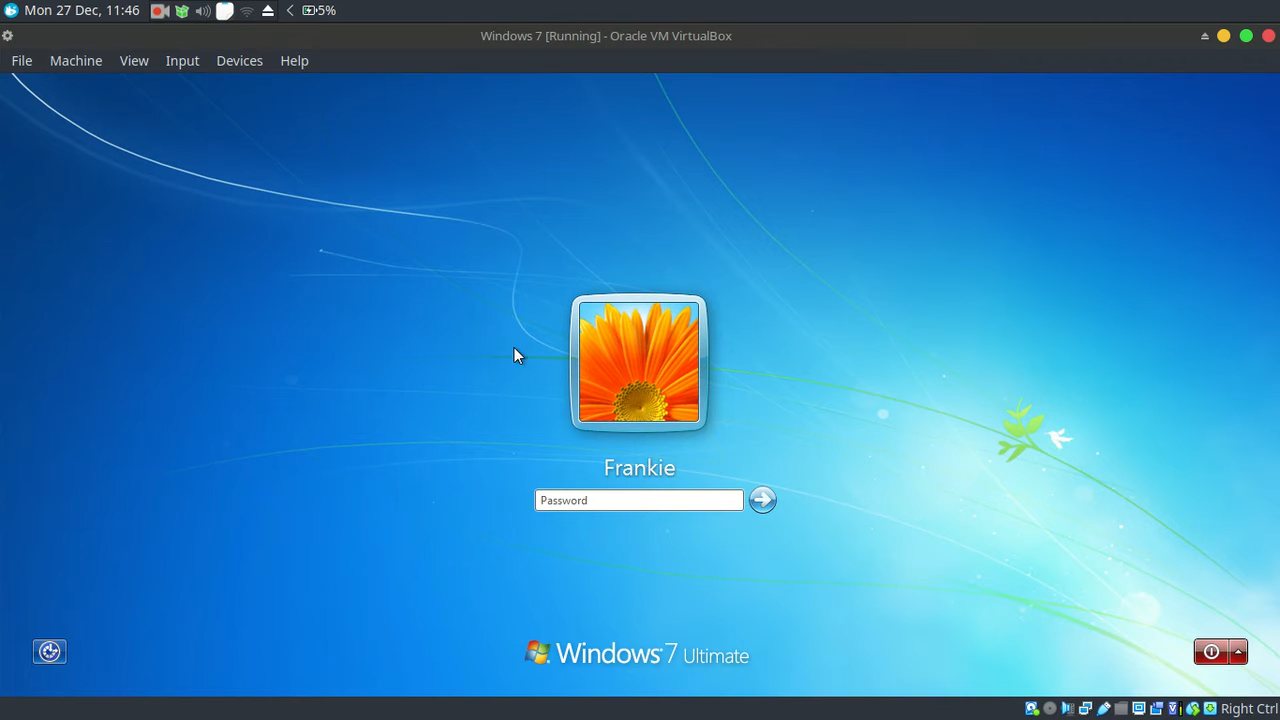 Mon 27 Dec, 11:46 5%
Windows 7 [Running] - Oracle VM VirtualBox
File Machine View Input Devices Help
Frankie
Password
Windows 7 Ultimate
Right Ctrl